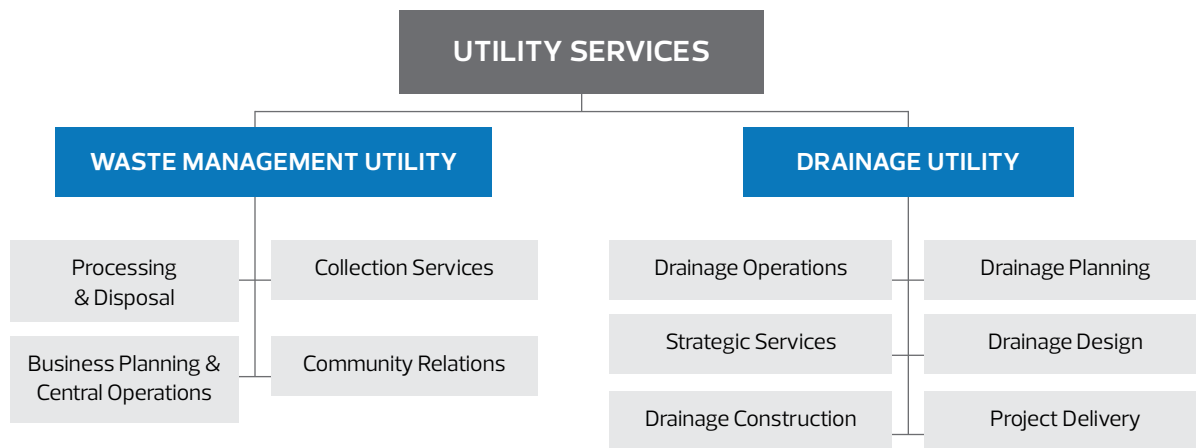 UTILITY SERVICES
WASTE MANAGEMENT UTILITY
DRAINAGE UTILITY
Processing
& Disposal
Collection Services
Business Planning &
Central Operations
Community Relations
Drainage Operations
Drainage Planning
Strategic Services
Drainage Design
Drainage Construction
Project Delivery